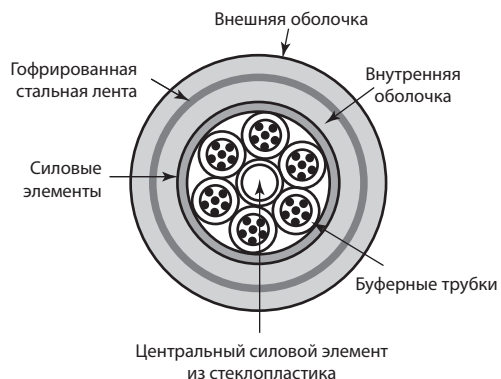 Внешняя оболочка
Гофрированная
стальная лента
Внутренняя
оболочка
Силовые
элементы
Буферные трубки
Центральный силовой элемент
из стеклопластика